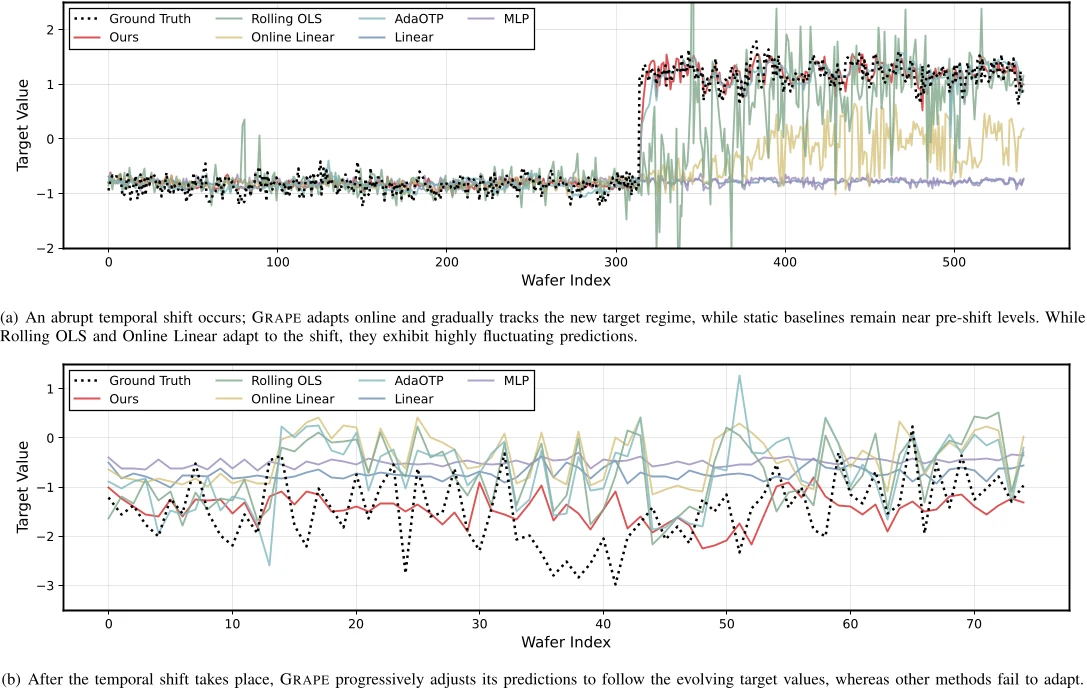 Ground Truth
Ours
Rolling OLS
Online Linear
AdaOTP
Linear
MLP
Target Value
2
1
0
−1
−2
0
100
200
300
400
500
Wafer Index
(a) An abrupt temporal shift occurs; GRAPE adapts online and gradually tracks the new target regime, while static baselines remain near pre-shift levels. While
Rolling OLS and Online Linear adapt to the shift, they exhibit highly fluctuating predictions.
Ground Truth
Ours
Rolling OLS
Online Linear
AdaOTP
Linear
MLP
Target Value
1
0
−1
−2
−3
0
10
20
30
40
50
60
70
Wafer Index
(b) After the temporal shift takes place, GRAPE progressively adjusts its predictions to follow the evolving target values, whereas other methods fail to adapt.